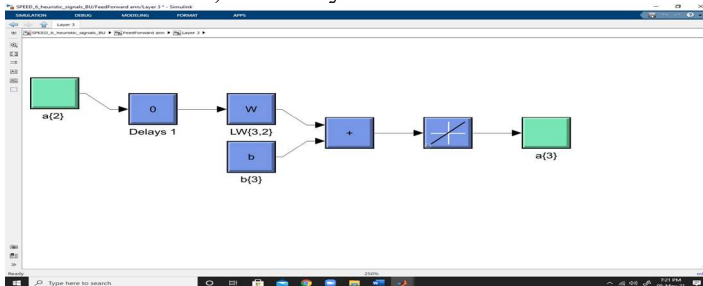 SPEED_6_heuristic_signals_BU/FeedForward ann/Layer 3 * - Simulink
SIMULATION DEBUG MODELING FORMAT APPS
Layer 3
SPEED_6_heuristic_signals_BU FeedForward ann Layer 3
a{2}
0
Delays 1
W
LW{3,2}
b
b{3}
+
a{3}
Ready 250%
Type here to search
7:21 PM